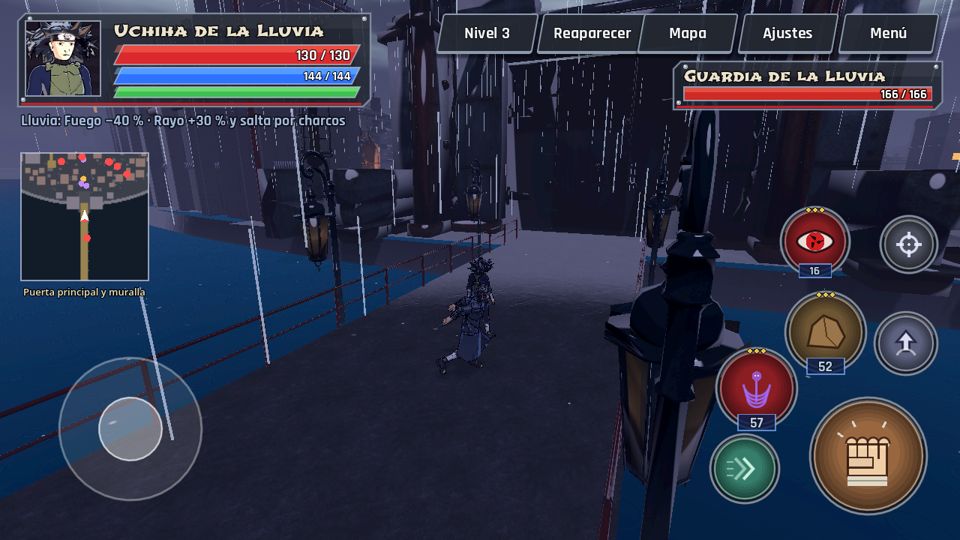 Uchiha de la Lluvia
130 / 130
144 / 144
Lluvia: Fuego −40 % · Rayo +30 % y salta por charcos
Nivel 3
Reaparecer
Mapa
Ajustes
Menú
Guardia de la Lluvia
166 / 166
Puerta principal y muralla
16
52
57